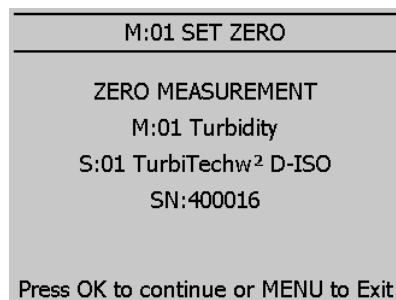 M:01 SET ZERO
ZERO MEASUREMENT
M:01 Turbidity
S:01 TurbiTechw² D-ISO
SN:400016
Press OK to continue or MENU to Exit